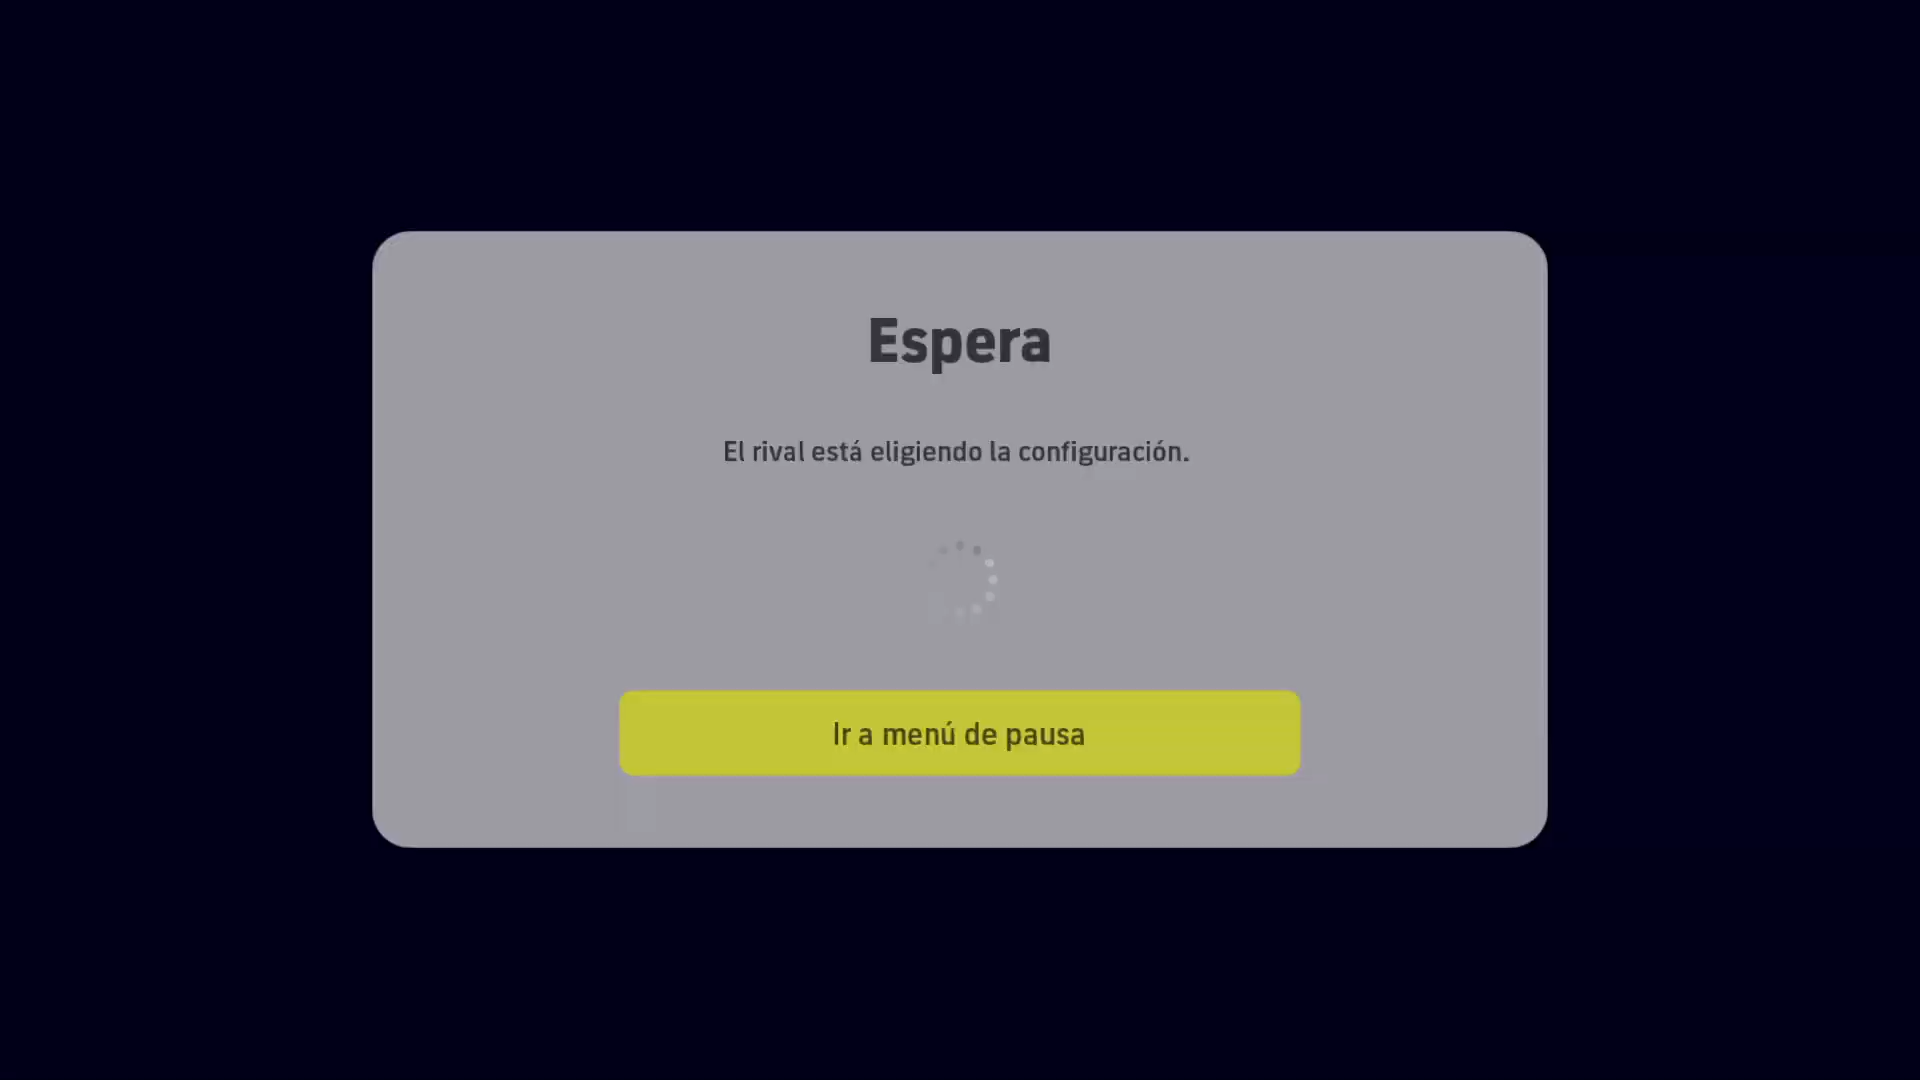 Espera
El rival está eligiendo la configuración.
Ir a menú de pausa